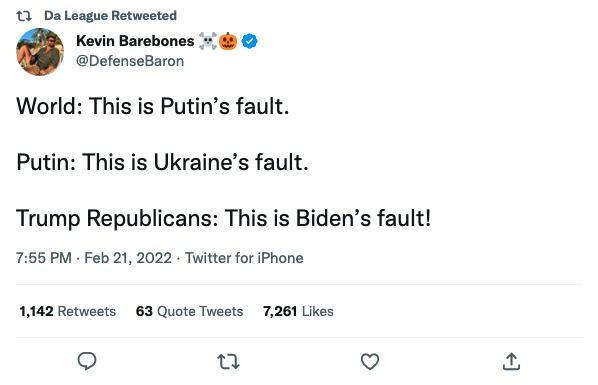 Da League Retweeted
Kevin Barebones ☠️🎃
@DefenseBaron
World: This is Putin’s fault.
Putin: This is Ukraine’s fault.
Trump Republicans: This is Biden’s fault!
7:55 PM · Feb 21, 2022 · Twitter for iPhone
1,142 Retweets 63 Quote Tweets 7,261 Likes